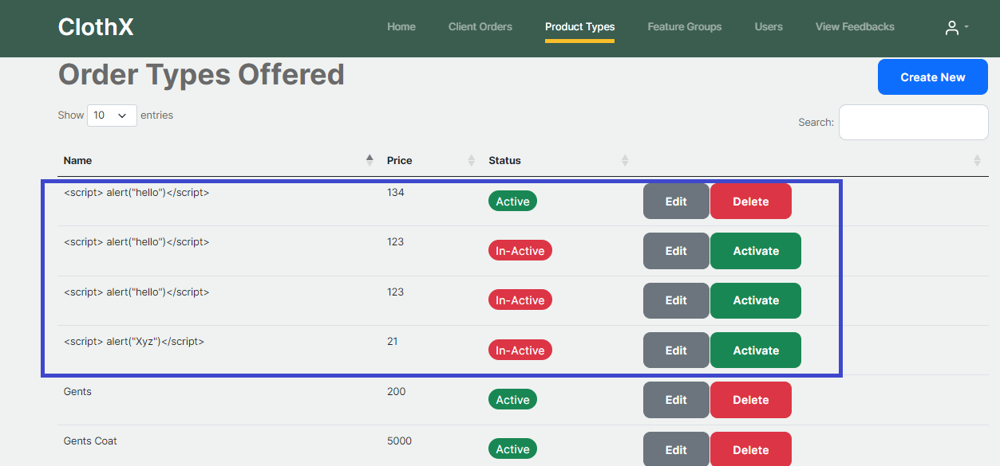 ClothX Home Client Orders Product Types Feature Groups Users View Feedbacks
Order Types Offered Create New
Show 10 entries
Search:
Name Price Status
<script> alert("hello")</script> 134 Active Edit Delete
<script> alert("hello")</script> 123 In-Active Edit Activate
<script> alert("hello")</script> 123 In-Active Edit Activate
<script> alert("Xyz")</script> 21 In-Active Edit Activate
Gents 200 Active Edit Delete
Gents Coat 5000 Active Edit Delete